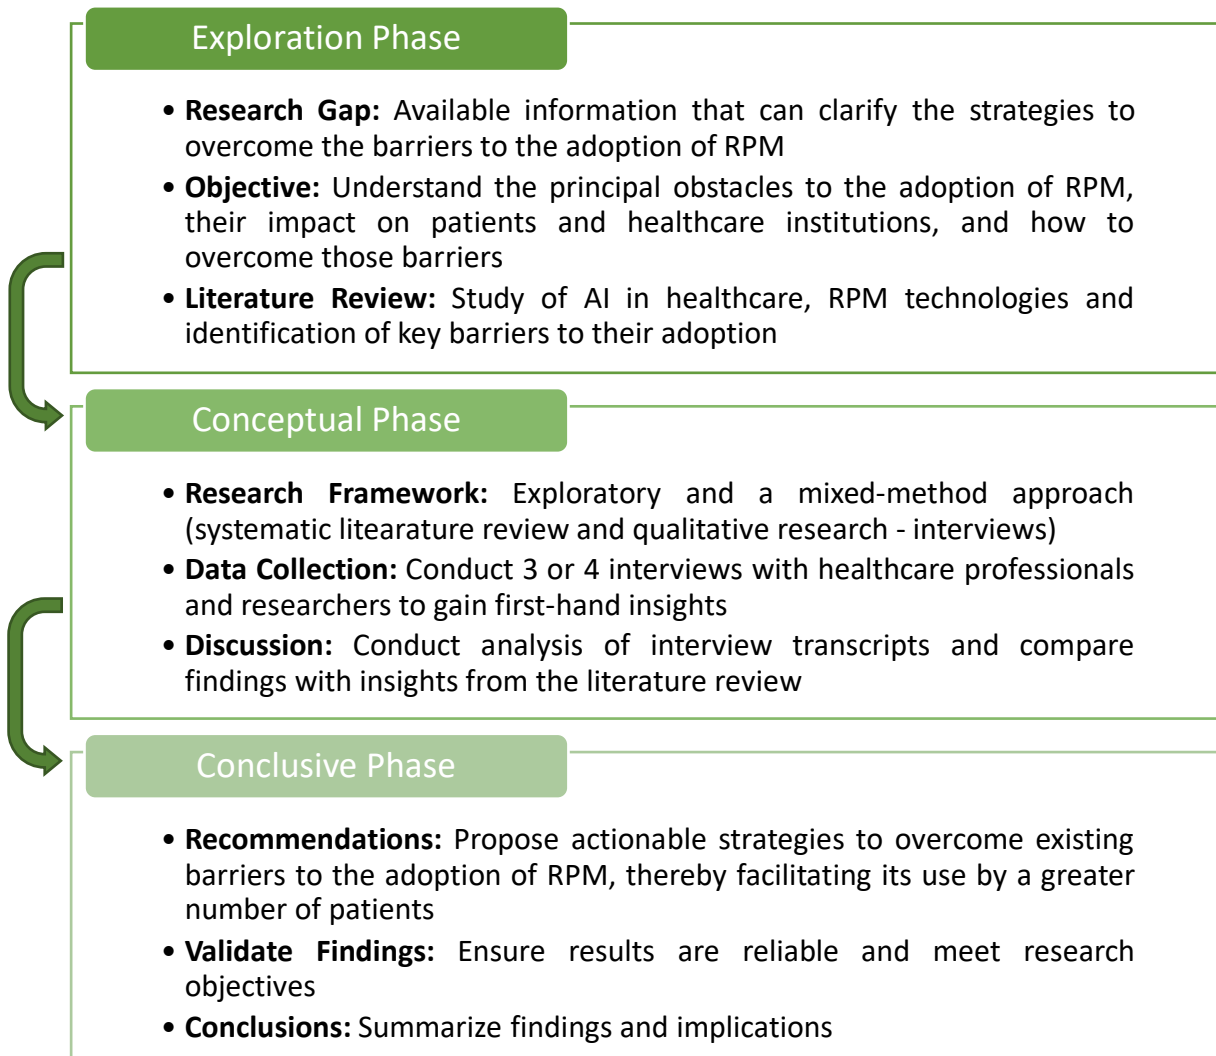 Exploration Phase
• Research Gap: Available information that can clarify the strategies to
overcome the barriers to the adoption of RPM
• Objective: Understand the principal obstacles to the adoption of RPM,
their impact on patients and healthcare institutions, and how to
overcome those barriers
• Literature Review: Study of AI in healthcare, RPM technologies and
identification of key barriers to their adoption
Conceptual Phase
• Research Framework: Exploratory and a mixed-method approach
(systematic litearature review and qualitative research - interviews)
• Data Collection: Conduct 3 or 4 interviews with healthcare professionals
and researchers to gain first-hand insights
• Discussion: Conduct analysis of interview transcripts and compare
findings with insights from the literature review
Conclusive Phase
• Recommendations: Propose actionable strategies to overcome existing
barriers to the adoption of RPM, thereby facilitating its use by a greater
number of patients
• Validate Findings: Ensure results are reliable and meet research
objectives
• Conclusions: Summarize findings and implications